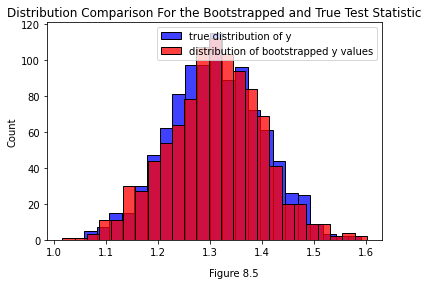 Distribution Comparison For the Bootstrapped and True Test Statistic
true distribution of y
distribution of bootstrapped y values
Count
120
100
80
60
40
20
0
1.0 1.1 1.2 1.3 1.4 1.5 1.6
Figure 8.5